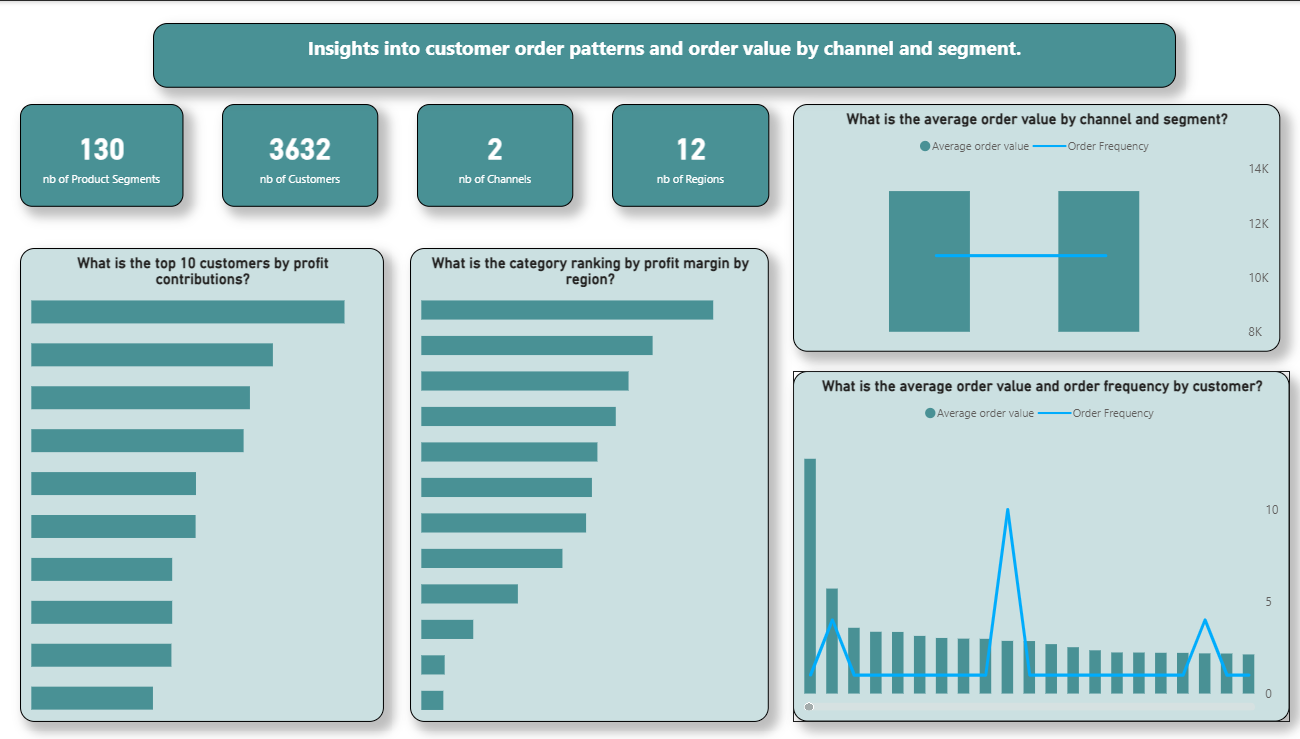 Insights into customer order patterns and order value by channel and segment.
130
nb of Product Segments
3632
nb of Customers
2
nb of Channels
12
nb of Regions
What is the average order value by channel and segment?
Average order value Order Frequency
14K
12K
10K
8K
What is the top 10 customers by profit
contributions?
What is the category ranking by profit margin by
region?
What is the average order value and order frequency by customer?
Average order value Order Frequency
10
5
0